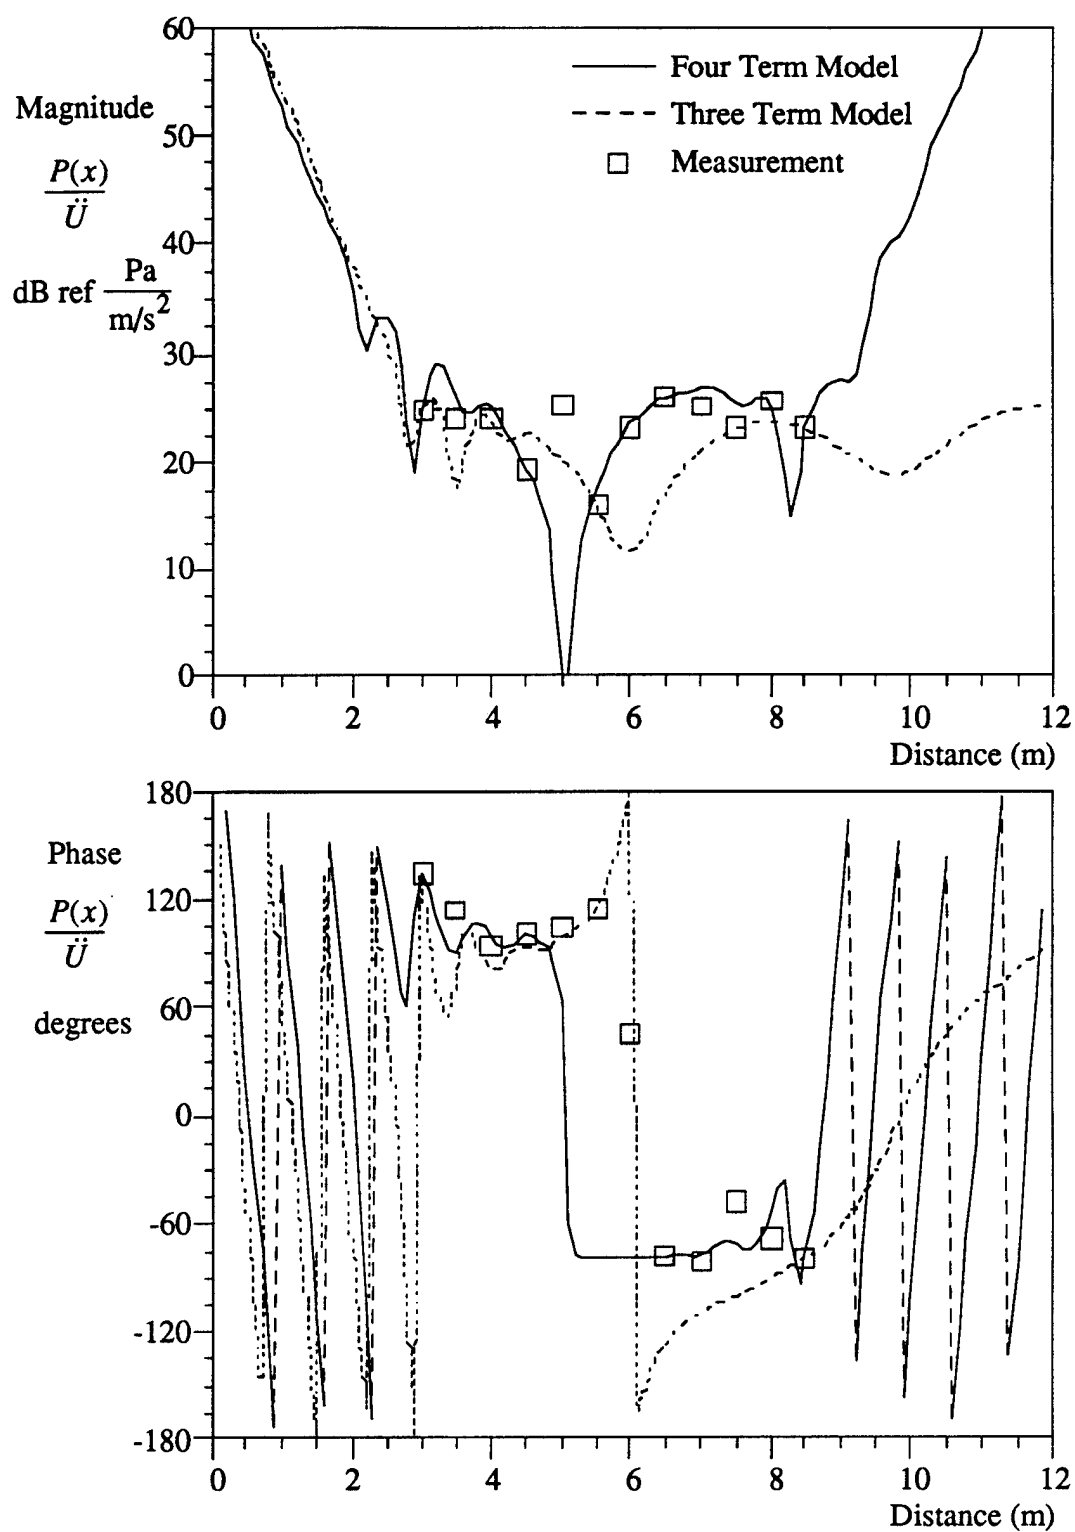 60
Four Term Model
Magnitude
Three Term Model
50
Measurement
P(x)
Ü
40
dB ref Pa
m/s²
30
20
10
0
0 2 4 6 8 10 12
Distance (m)
180
Phase
120
P(x)
Ü
60
degrees
0
-60
-120
-180
0 2 4 6 8 10 12
Distance (m)